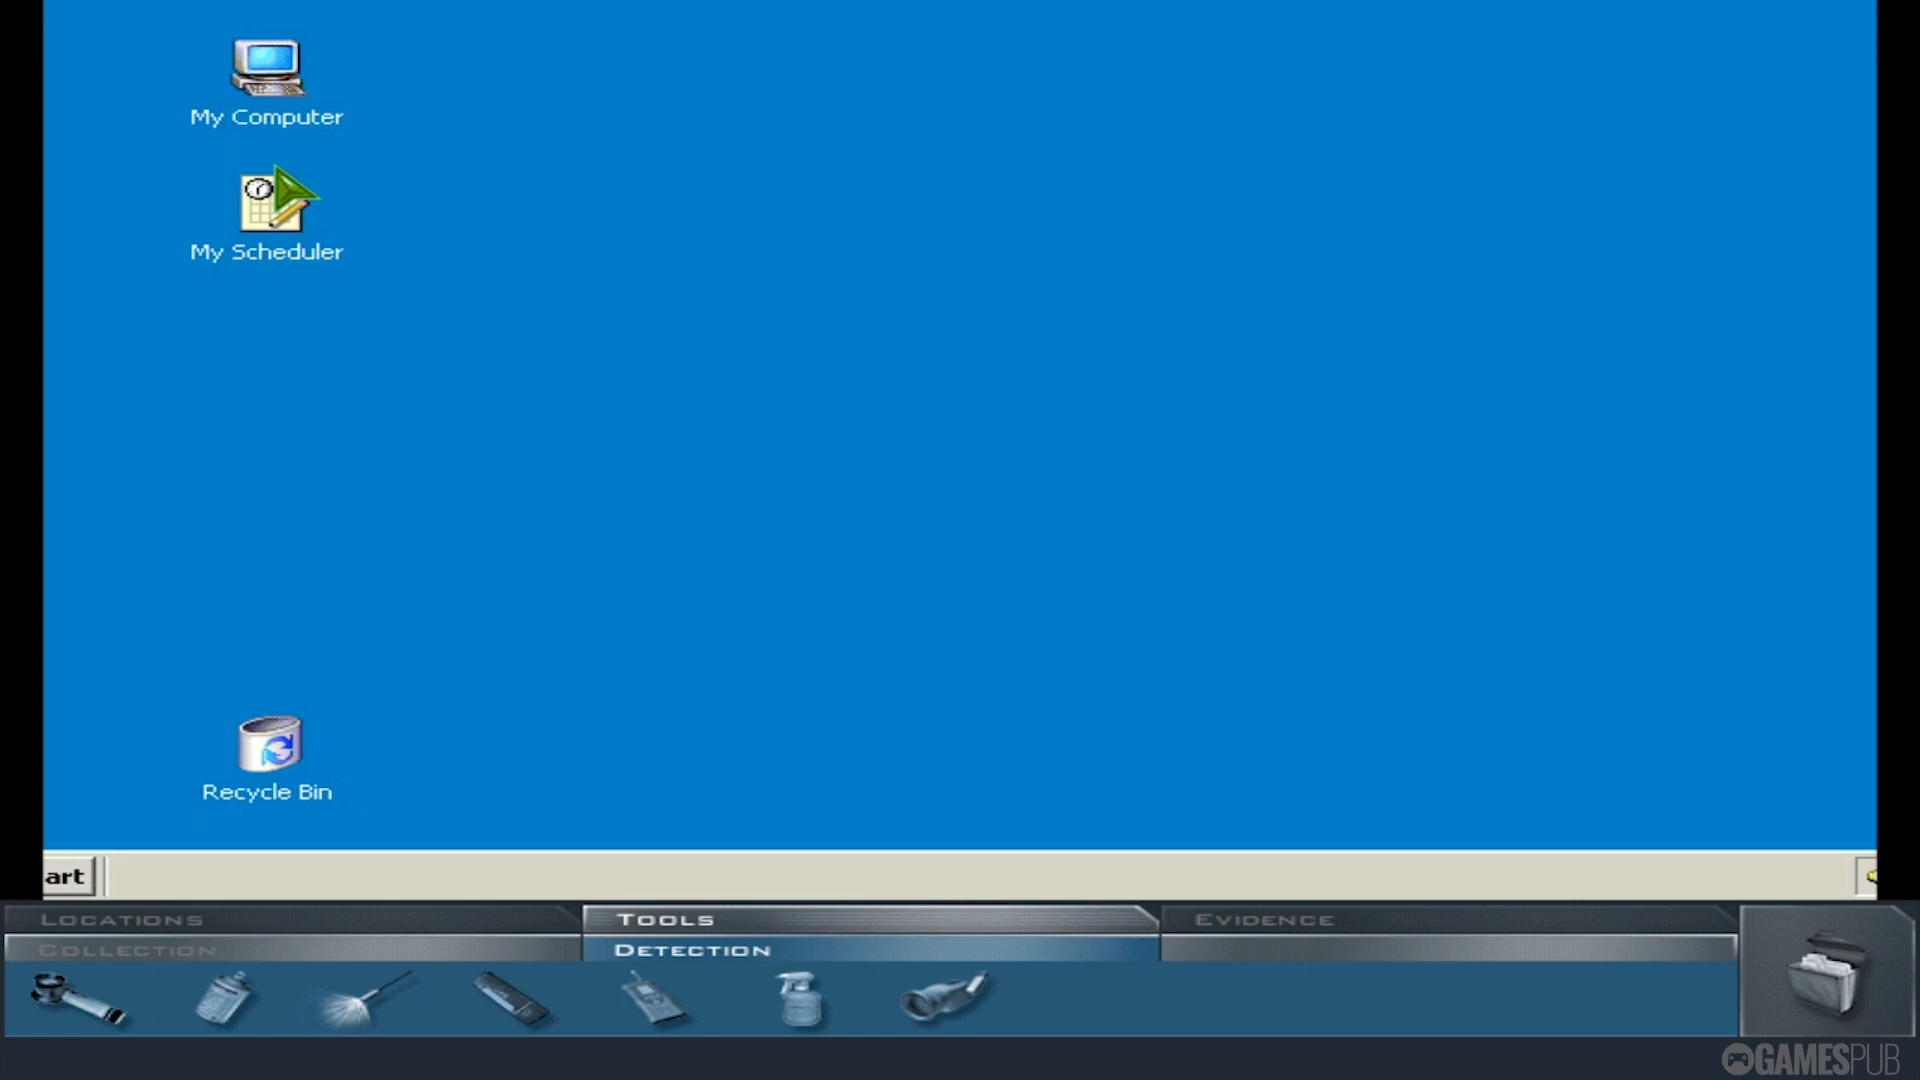 My Computer
My Scheduler
Recycle Bin
art
LOCATIONS
TOOLS
EVIDENCE
COLLECTION
DETECTION
GAMESPUB